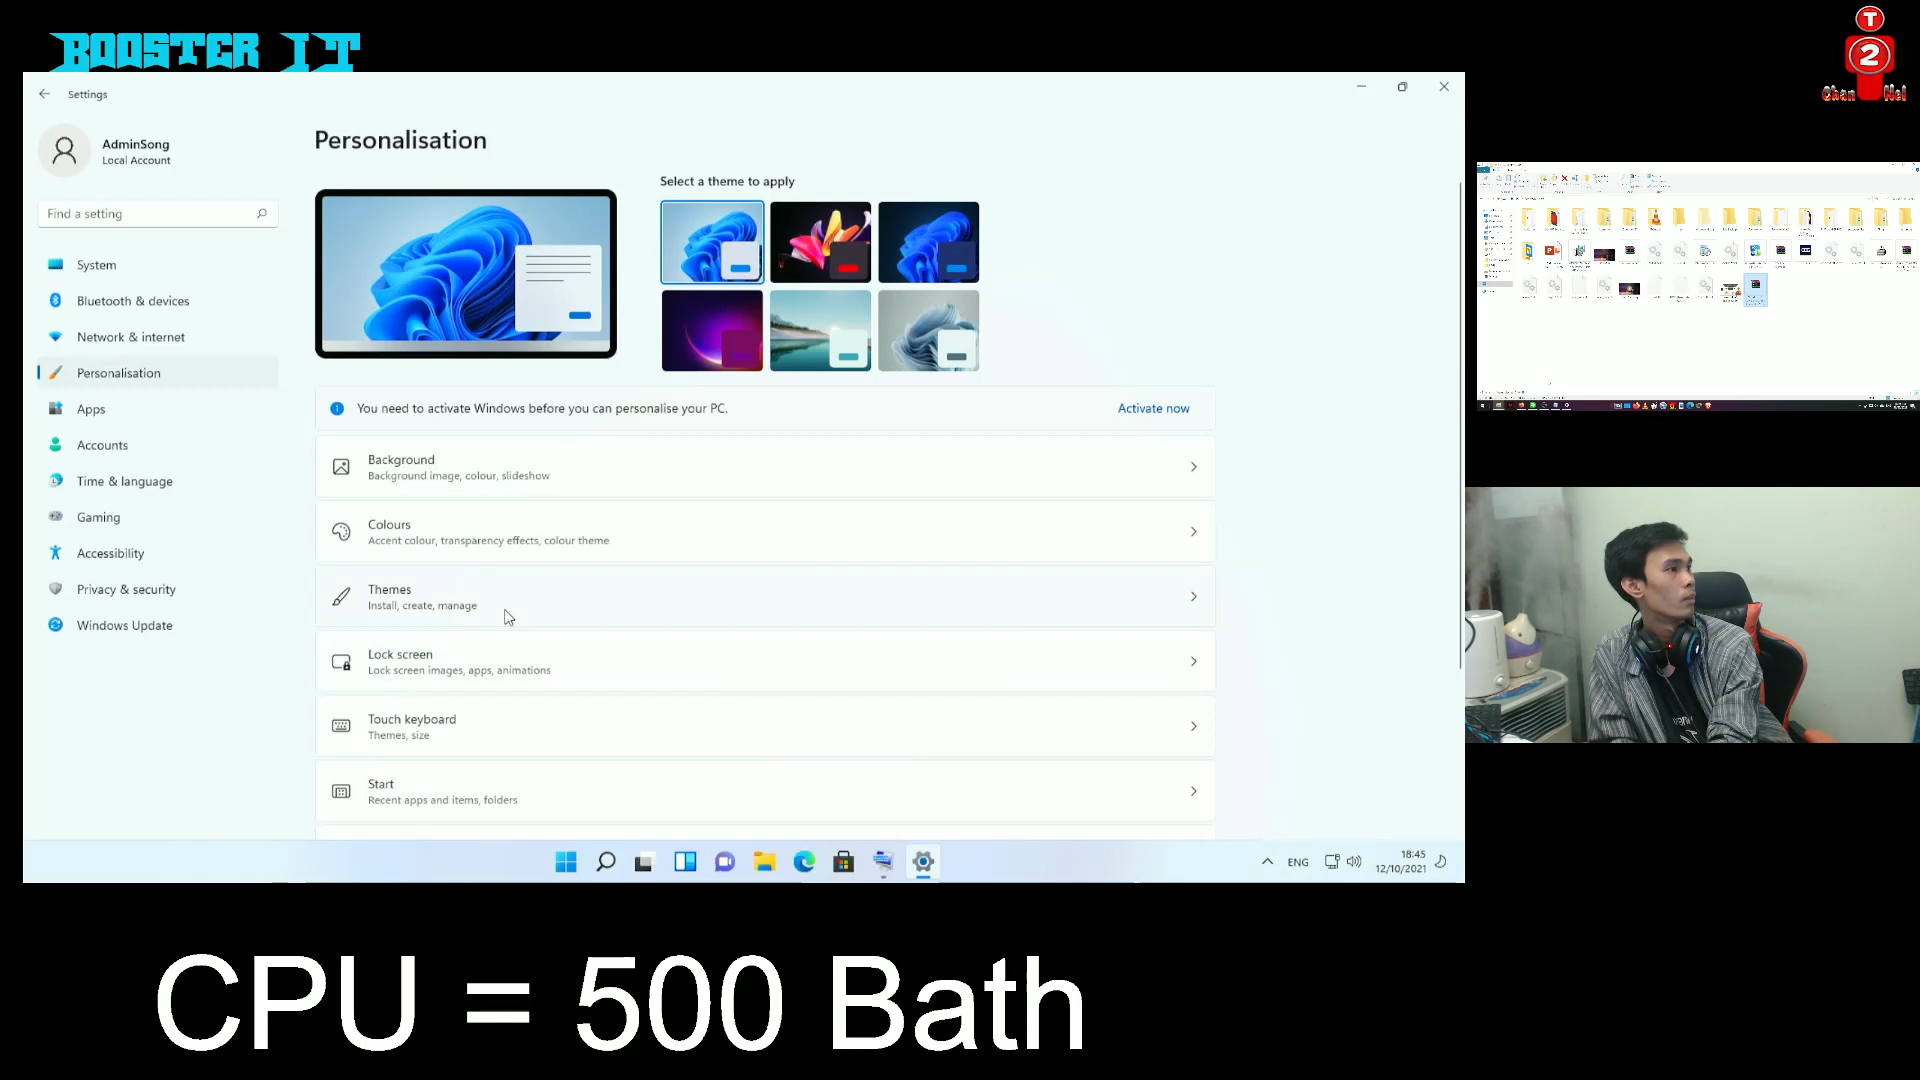 BOOSTER IT
T
2
Chan Nel
Settings
AdminSong
Local Account
Find a setting
System
Bluetooth & devices
Network & internet
Personalisation
Apps
Accounts
Time & language
Gaming
Accessibility
Privacy & security
Windows Update
Personalisation
Select a theme to apply
You need to activate Windows before you can personalise your PC.
Activate now
Background
Background image, colour, slideshow
Colours
Accent colour, transparency effects, colour theme
Themes
Install, create, manage
Lock screen
Lock screen images, apps, animations
Touch keyboard
Themes, size
Start
Recent apps and items, folders
ENG
18:45
12/10/2021
CPU = 500 Bath